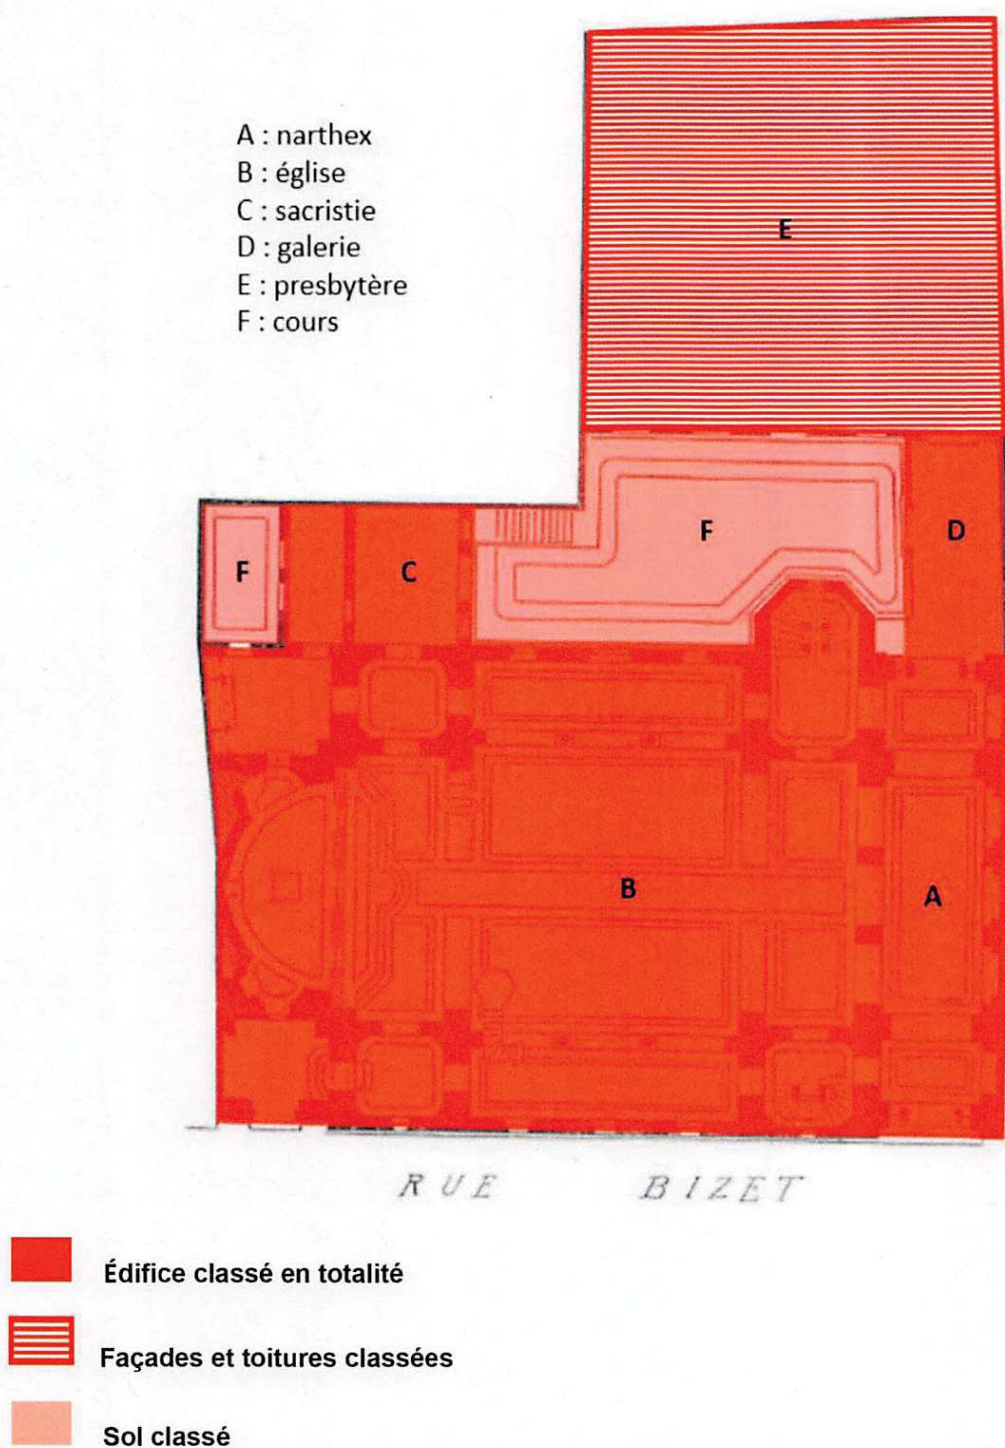 A : narthex
B : église
C : sacristie
D : galerie
E : presbytère
F : cours
E
F
D
F
C
B
A
RUE BIZET
Édifice classé en totalité
Façades et toitures classées
Sol classé